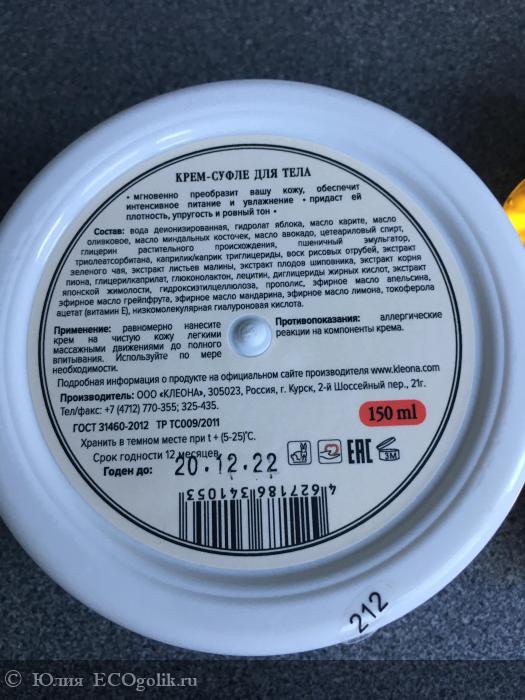 КРЕМ-СУФЛЕ ДЛЯ ТЕЛА
• мгновенно преобразит вашу кожу, обеспечит
интенсивное питание и увлажнение • придаст ей
плотность, упругость и ровный тон •
Состав: вода деионизированная, гидролат яблока, масло карите, масло
оливковое, масло миндальных косточек, масло авокадо, цетеариловый спирт,
глицерин растительного происхождения, пшеничный эмульгатор,
триолеатсорбитана, каприлик/каприк триглицериды, воск рисовых отрубей, экстракт
зеленого чая, экстракт листьев малины, экстракт плодов шиповника, экстракт корня
пиона, глицерилкаприлат, глюконолактон, лецитин, диглицериды жирных кислот, экстракт
японской жимолости, гидроксиэтилцеллюлоза, прополис, эфирное масло апельсина,
эфирное масло грейпфрута, эфирное масло мандарина, эфирное масло лимона, токоферола
ацетат (витамин Е), низкомолекулярная гиалуроновая кислота.
Применение: равномерно нанесите
крем на чистую кожу легкими
массажными движениями до полного
впитывания. Используйте по мере
необходимости.
Противопоказания: аллергические
реакции на компоненты крема.
Подробная информация о продукте на официальном сайте производителя www.kleona.com
Производитель: ООО «КЛЕОНА», 305023, Россия, г. Курск, 2-й Шоссейный пер., 21г.
Тел/факс: +7 (4712) 770-355; 325-435.
150 ml
ГОСТ 31460-2012 ТР ТС009/2011
Хранить в темном месте при t + (5-25)°С.
Срок годности 12 месяцев.
Годен до: 20.12.22
EAC
3M
4627186341053
212
© Юлия ECOgolik.ru